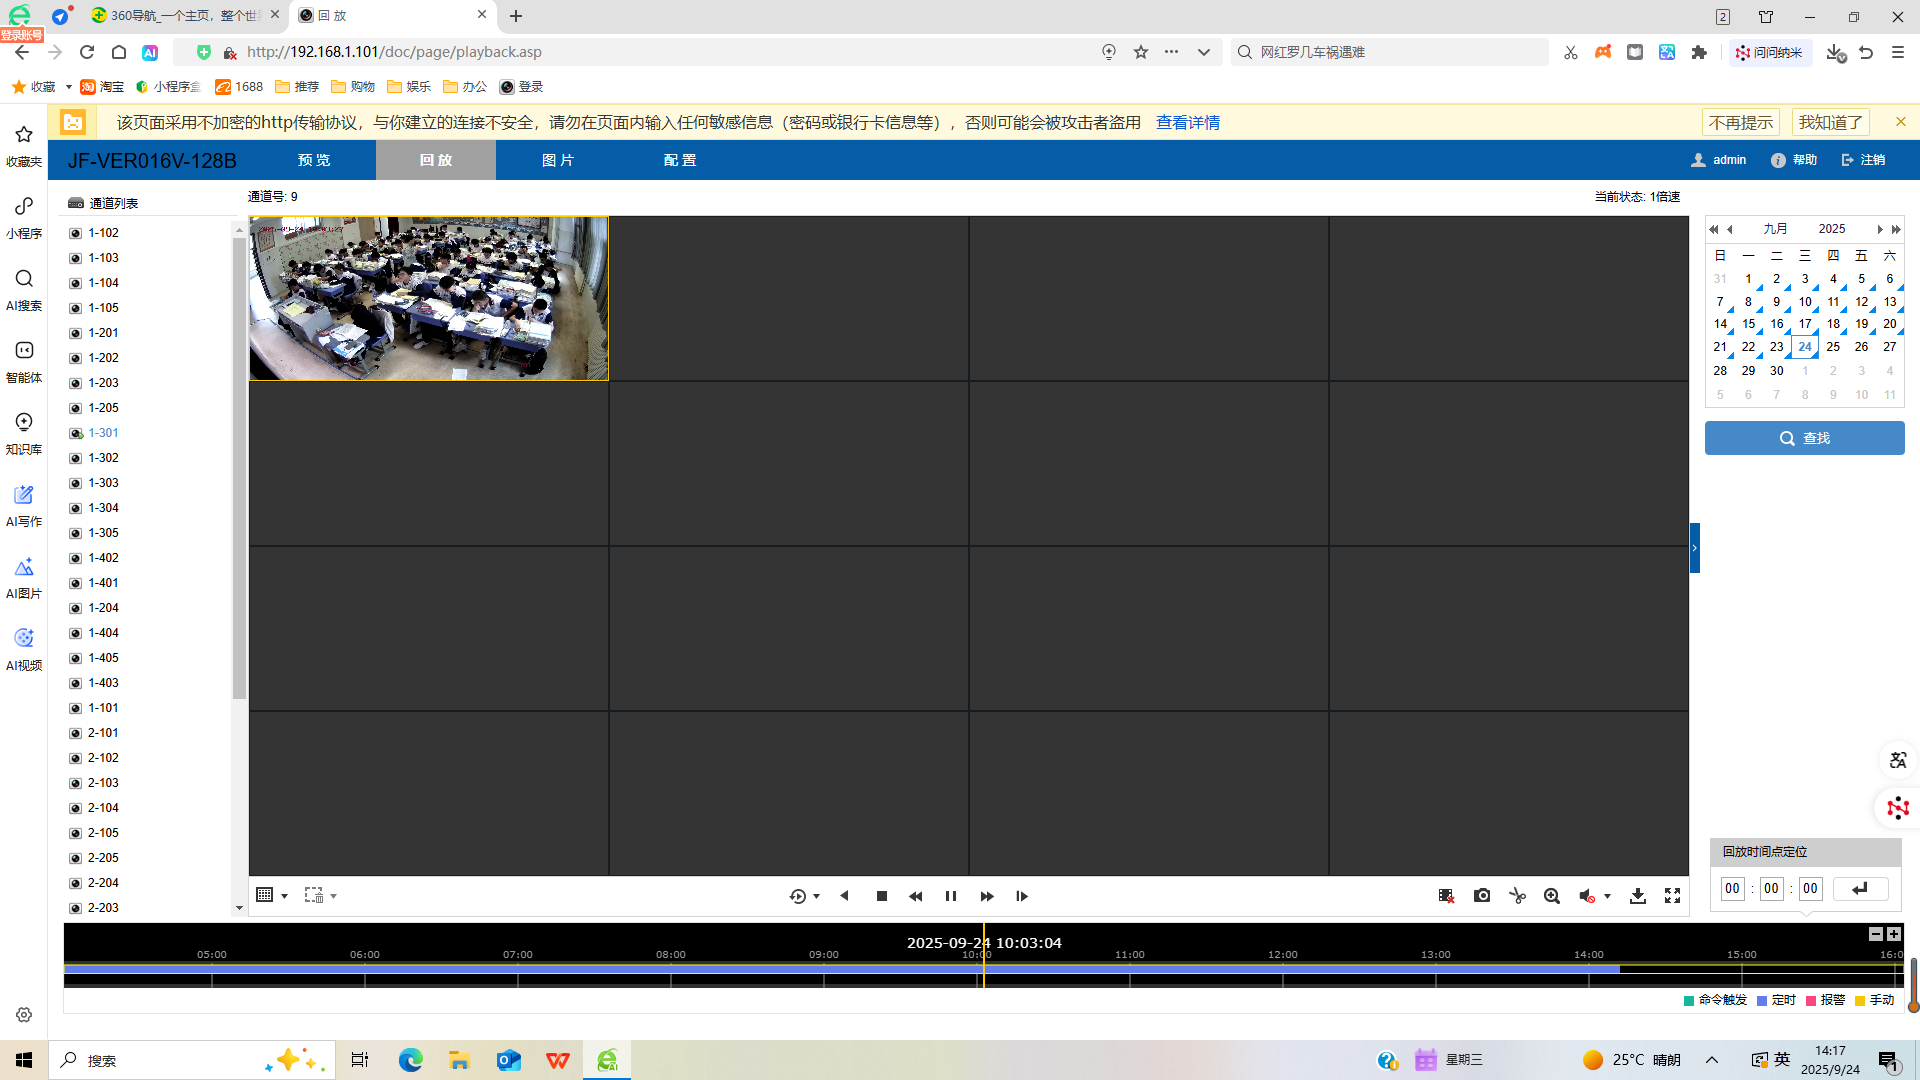 360导航_一个主页，整个世
回 放
2
登录账号
http://192.168.1.101/doc/page/playback.asp
网红罗几车祸遇难
问问纳米
收藏
淘宝
小程序盒
1688
推荐
购物
娱乐
办公
登录
该页面采用不加密的http传输协议，与你建立的连接不安全，请勿在页面内输入任何敏感信息（密码或银行卡信息等），否则可能会被攻击者盗用 查看详情
不再提示
我知道了
收藏夹
小程序
AI搜索
智能体
知识库
AI写作
AI图片
AI视频
JF-VER016V-128B
预 览
回 放
图 片
配 置
admin
帮助
注销
通道列表
通道号: 9
当前状态: 1倍速
1-102
1-103
1-104
1-105
1-201
1-202
1-203
1-205
1-301
1-302
1-303
1-304
1-305
1-402
1-401
1-204
1-404
1-405
1-403
1-101
2-101
2-102
2-103
2-104
2-105
2-205
2-204
2-203
九月 2025
日 一 二 三 四 五 六
31 1 2 3 4 5 6
7 8 9 10 11 12 13
14 15 16 17 18 19 20
21 22 23 24 25 26 27
28 29 30 1 2 3 4
5 6 7 8 9 10 11
查找
回放时间点定位
00 : 00 : 00
2025-09-24 10:03:04
05:00 06:00 07:00 08:00 09:00 10:00 11:00 12:00 13:00 14:00 15:00 16:0
命令触发 定时 报警 手动
搜索
星期三
25°C 晴朗
英
14:17
2025/9/24
1